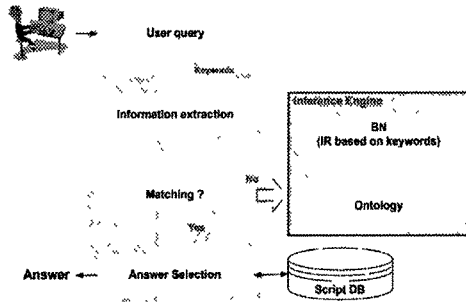 User query
Keywords
Information extraction
Inference Engine
BN
(IR based on keywords)
No
Matching ?
Ontology
Yes
Answer
Answer Selection
Script DB